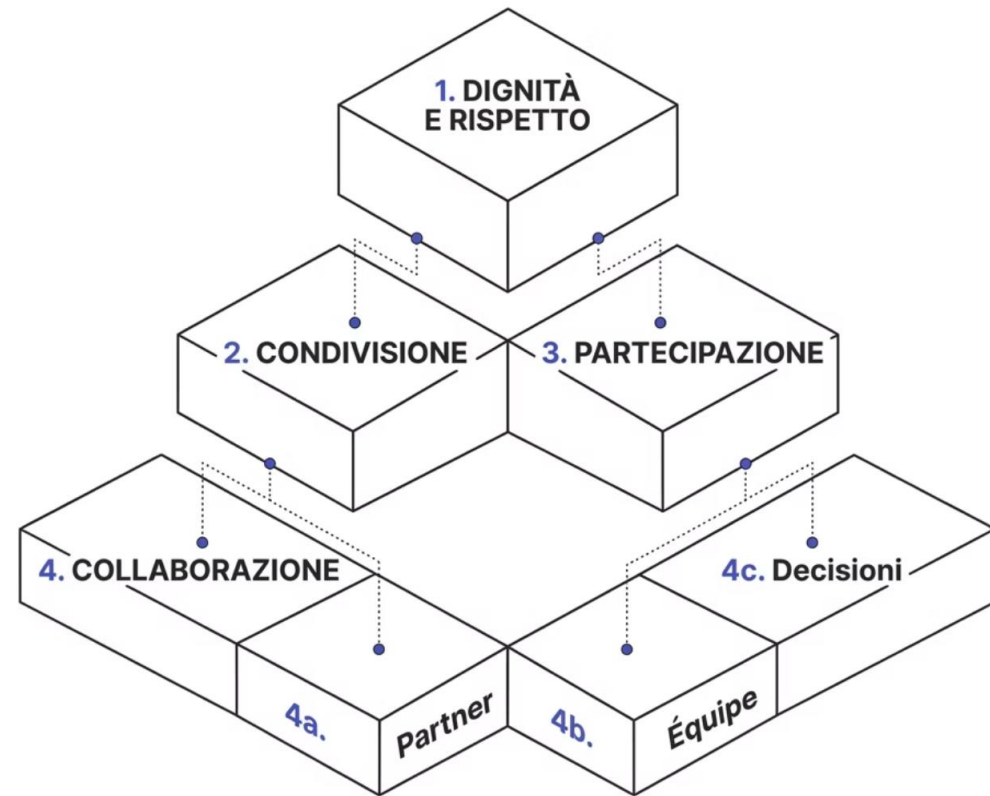 1. DIGNITÀ
E RISPETTO
2. CONDIVISIONE
3. PARTECIPAZIONE
4. COLLABORAZIONE
4c. Decisioni
4a.
Partner
4b.
Équipe